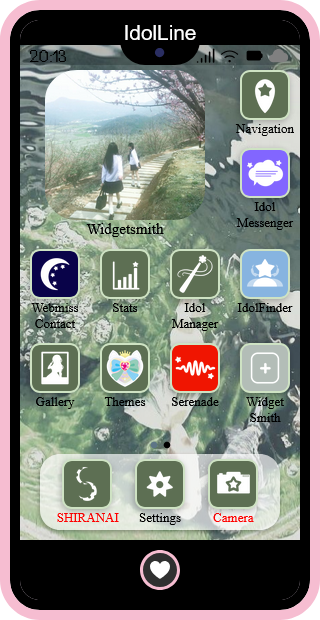 IdolLine
20:13
Navigation
Widgetsmith
Idol
Messenger
Webmiss
Contact
Stats
Idol
Manager
IdolFinder
Gallery
Themes
Serenade
Widget
Smith
SHIRANAI
Settings
Camera